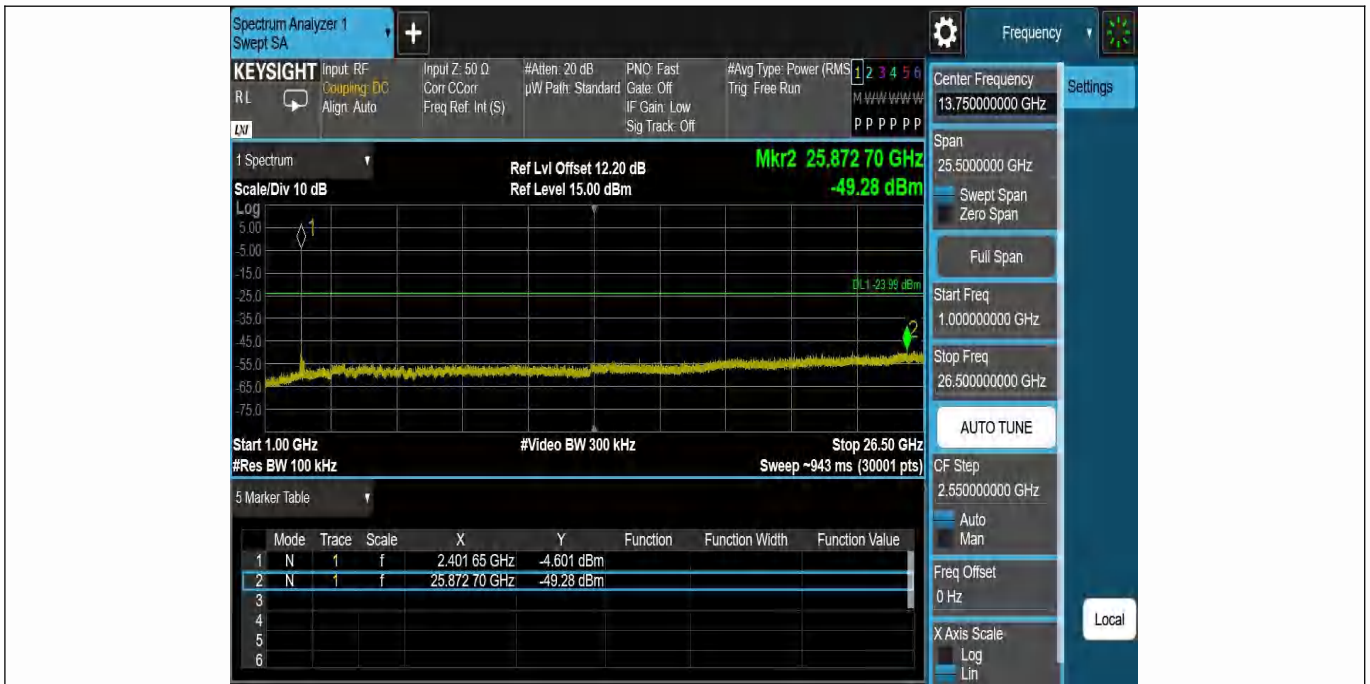 Spectrum Analyzer 1
Swept SA
+
Frequency
KEYSIGHT
RL
LXI
Input: RF
Coupling: DC
Align: Auto
Input Z: 50 Ω
Corr CCorr
Freq Ref: Int (S)
#Atten: 20 dB
µW Path: Standard
PNO: Fast
Gate: Off
IF Gain: Low
Sig Track: Off
#Avg Type: Power (RMS
Trig: Free Run
1 2 3 4 5 6
M W W W W W
P P P P P P
1 Spectrum
Scale/Div 10 dB
Ref Lvl Offset 12.20 dB
Ref Level 15.00 dBm
Mkr2 25.872 70 GHz
-49.28 dBm
Log
5.00
-5.00
-15.0
-25.0
-35.0
-45.0
-55.0
-65.0
-75.0
1
2
DL1 -23.99 dBm
Start 1.00 GHz
#Res BW 100 kHz
#Video BW 300 kHz
Stop 26.50 GHz
Sweep ~943 ms (30001 pts)
5 Marker Table
Mode Trace Scale X Y Function Function Width Function Value
1 N 1 f 2.401 65 GHz -4.601 dBm
2 N 1 f 25.872 70 GHz -49.28 dBm
3
4
5
6
Center Frequency
13.750000000 GHz
Settings
Span
25.5000000 GHz
Swept Span
Zero Span
Full Span
Start Freq
1.000000000 GHz
Stop Freq
26.500000000 GHz
AUTO TUNE
CF Step
2.550000000 GHz
Auto
Man
Freq Offset
0 Hz
X Axis Scale
Log
Lin
Local